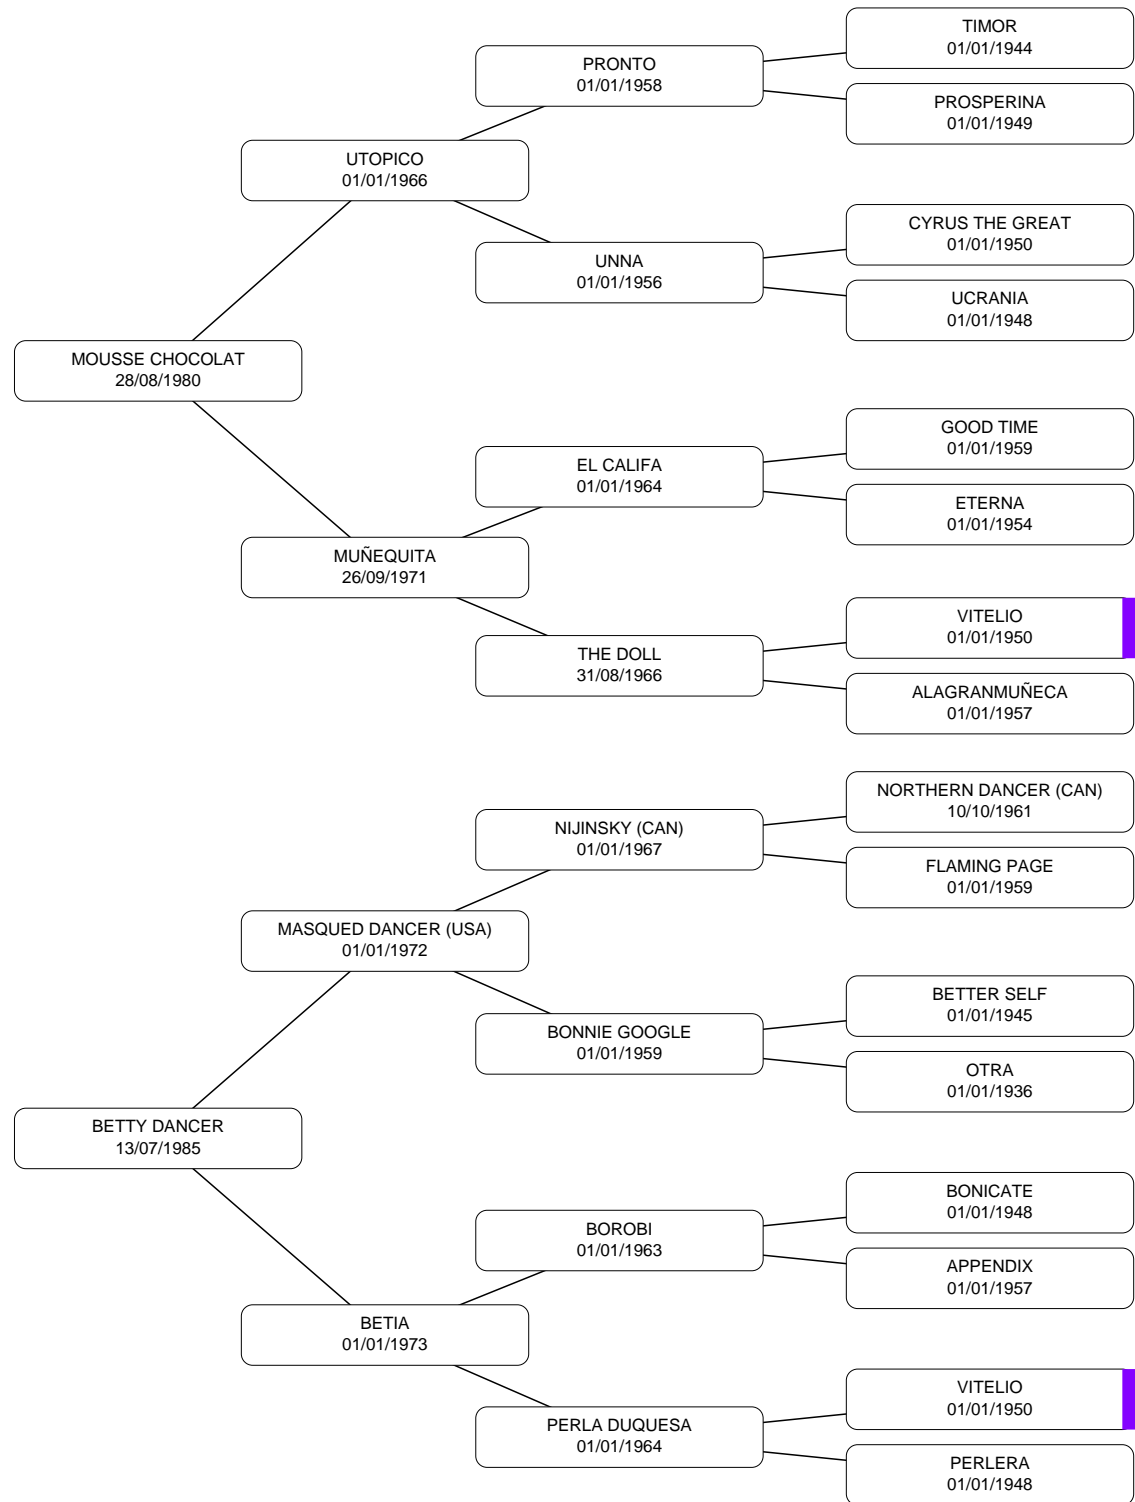 TIMOR
01/01/1944
PRONTO
01/01/1958
PROSPERINA
01/01/1949
UTOPICO
01/01/1966
CYRUS THE GREAT
01/01/1950
UNNA
01/01/1956
UCRANIA
01/01/1948
MOUSSE CHOCOLAT
28/08/1980
GOOD TIME
01/01/1959
EL CALIFA
01/01/1964
ETERNA
01/01/1954
MUÑEQUITA
26/09/1971
VITELIO
01/01/1950
THE DOLL
31/08/1966
ALAGRANMUÑECA
01/01/1957
NORTHERN DANCER (CAN)
10/10/1961
NIJINSKY (CAN)
01/01/1967
FLAMING PAGE
01/01/1959
MASQUED DANCER (USA)
01/01/1972
BETTER SELF
01/01/1945
BONNIE GOOGLE
01/01/1959
OTRA
01/01/1936
BETTY DANCER
13/07/1985
BONICATE
01/01/1948
BOROBI
01/01/1963
APPENDIX
01/01/1957
BETIA
01/01/1973
VITELIO
01/01/1950
PERLA DUQUESA
01/01/1964
PERLERA
01/01/1948